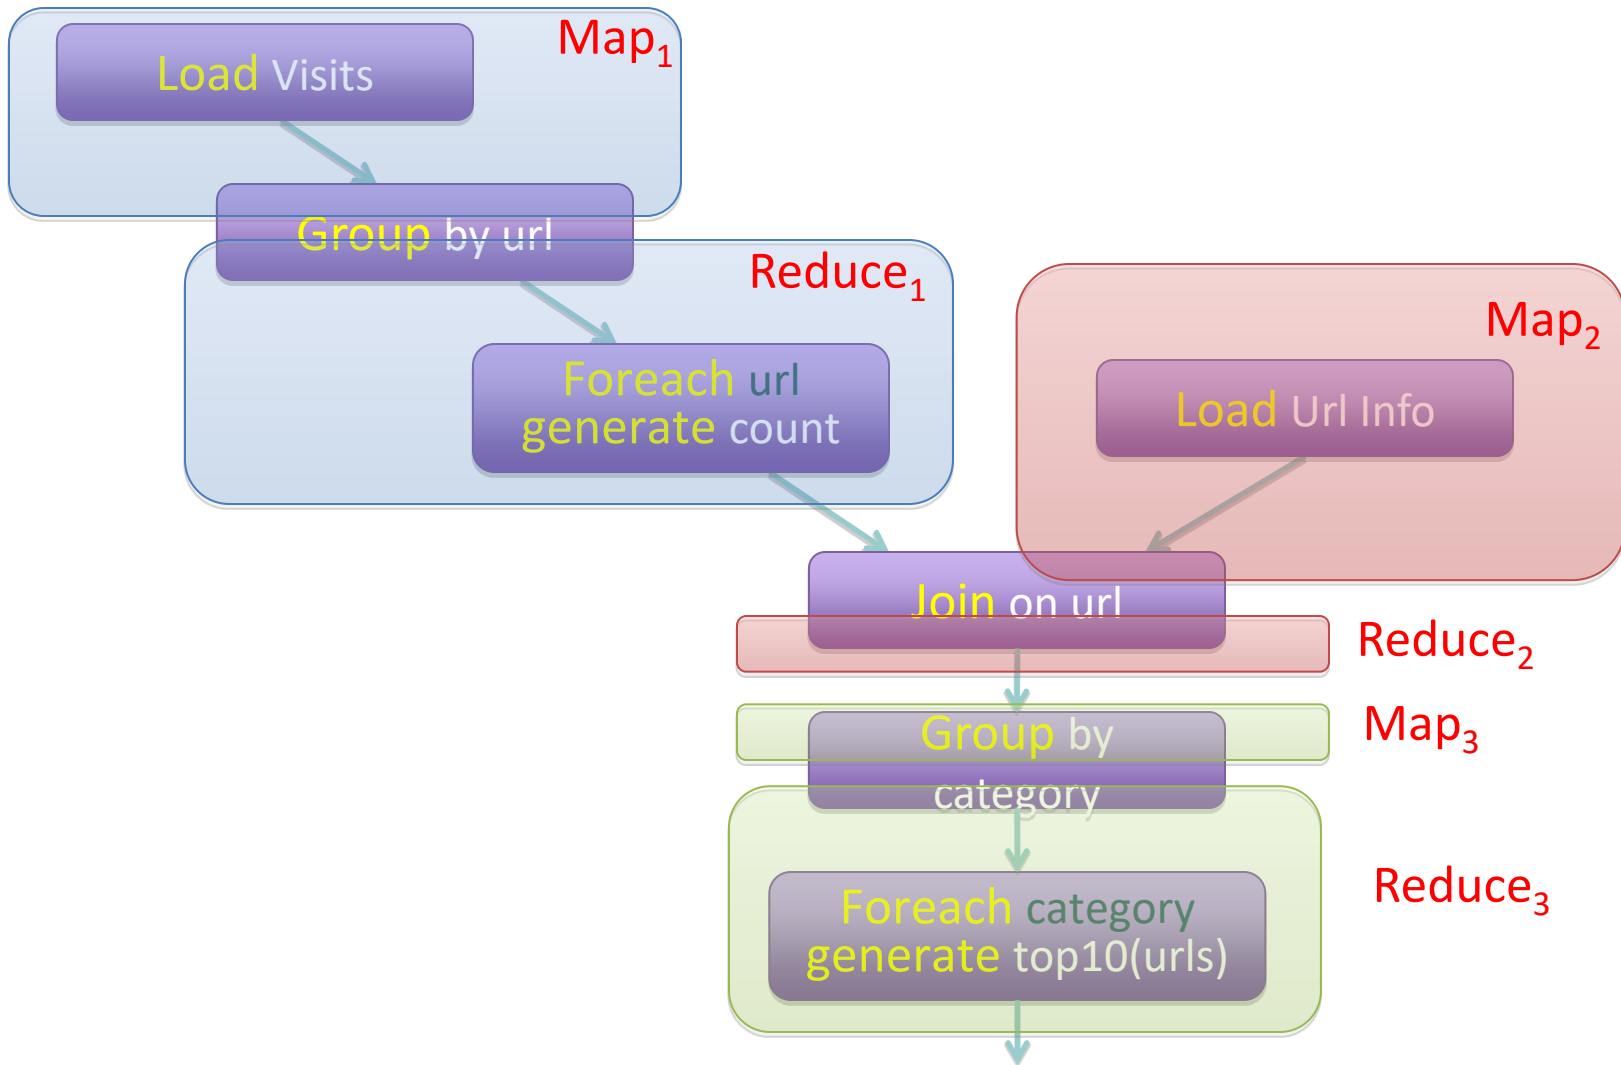 Map1
Load Visits
Group by url
Reduce1
Map2
Foreach url
generate count
Load Url Info
Join on url
Reduce2
Map3
Group by
category
Reduce3
Foreach category
generate top10(urls)